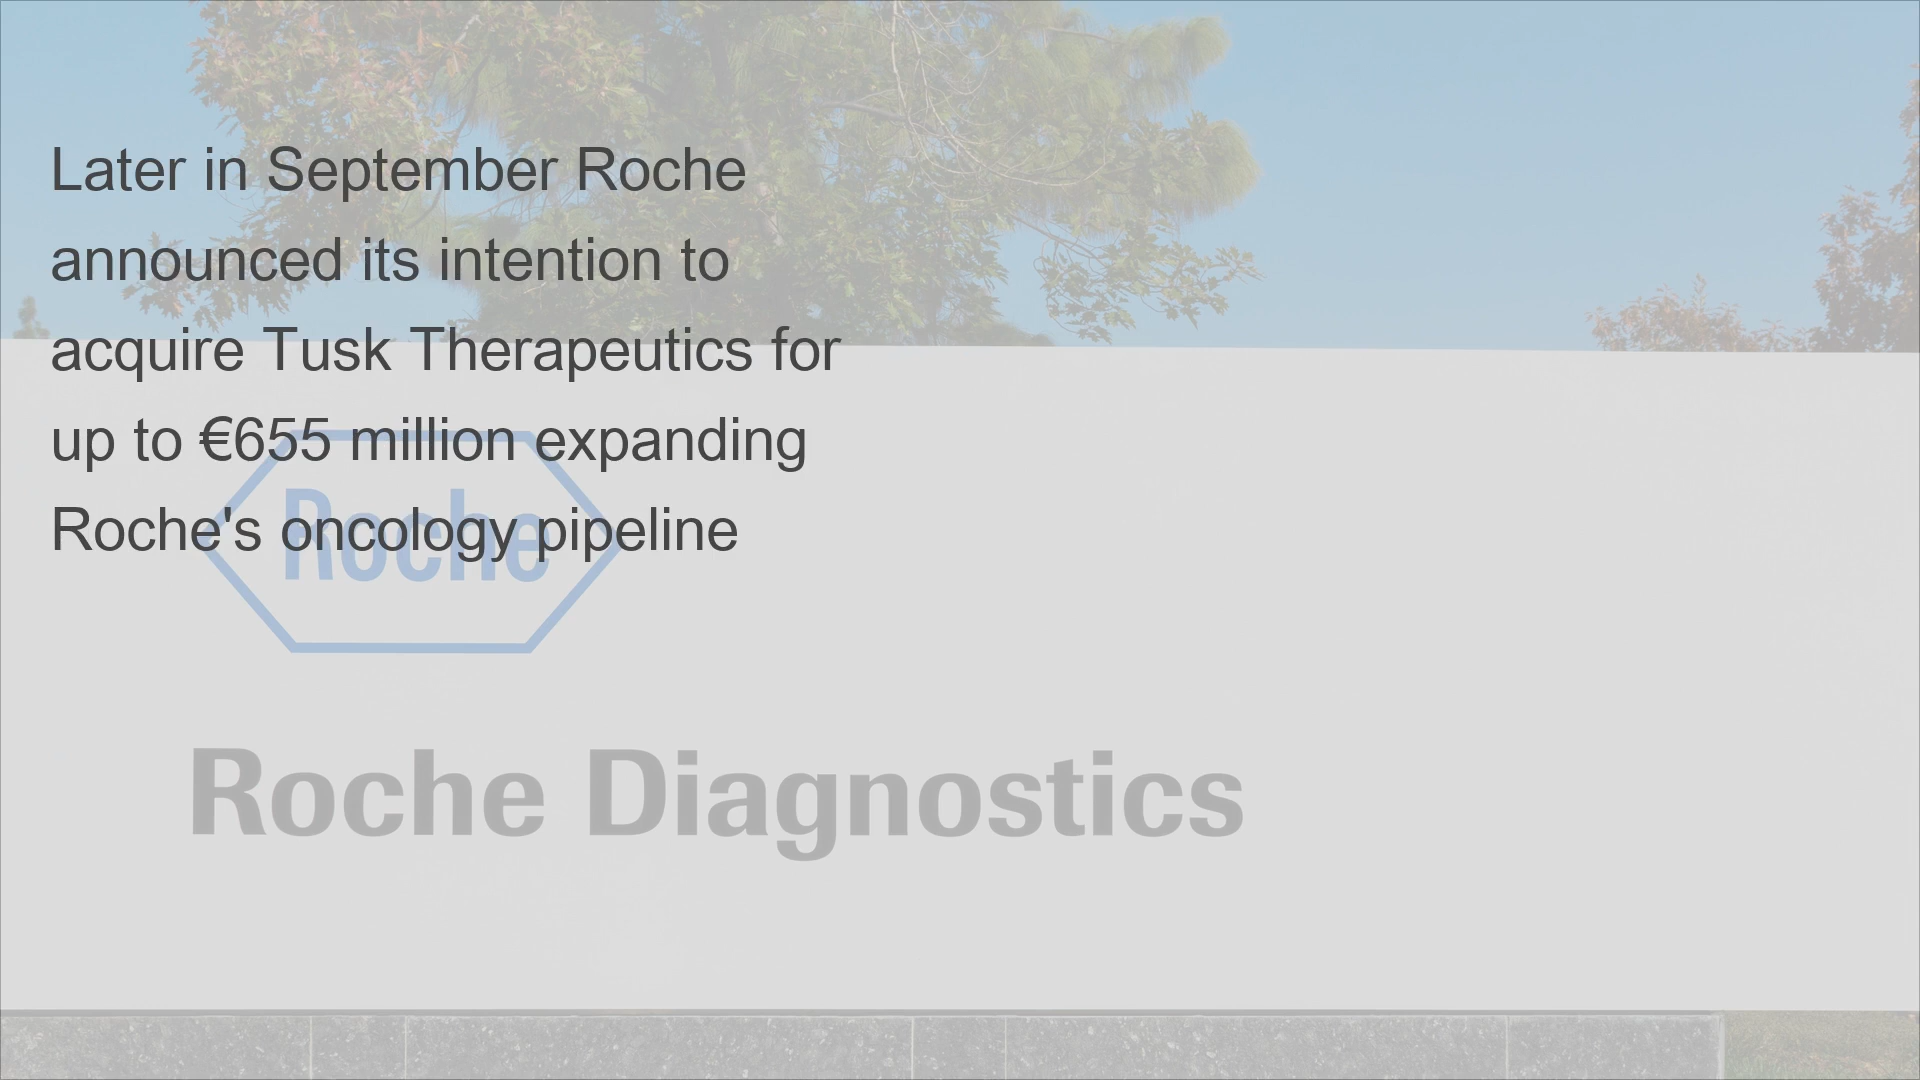 Later in September Roche
announced its intention to
acquire Tusk Therapeutics for
up to €655 million expanding
Roche's oncology pipeline
Roche
Roche Diagnostics